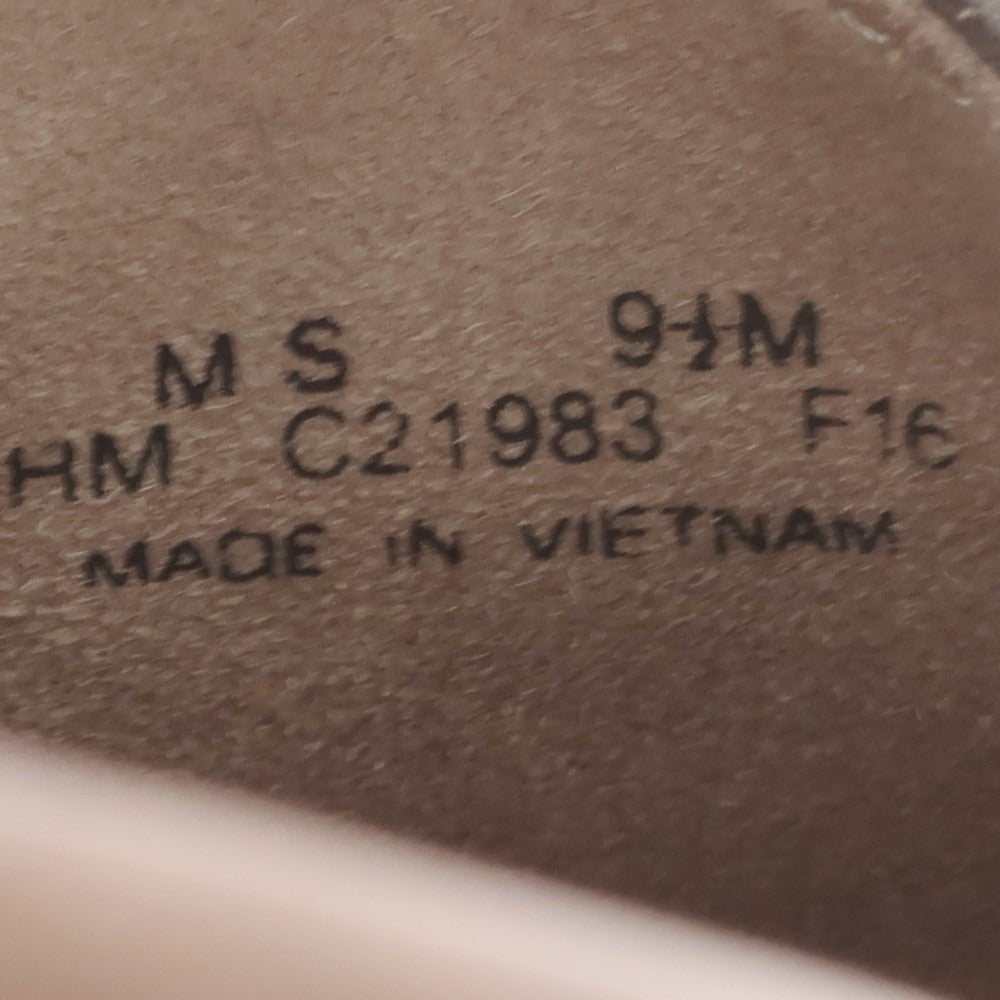 M S 9½M
HM C21983 F16
MADE IN VIETNAM